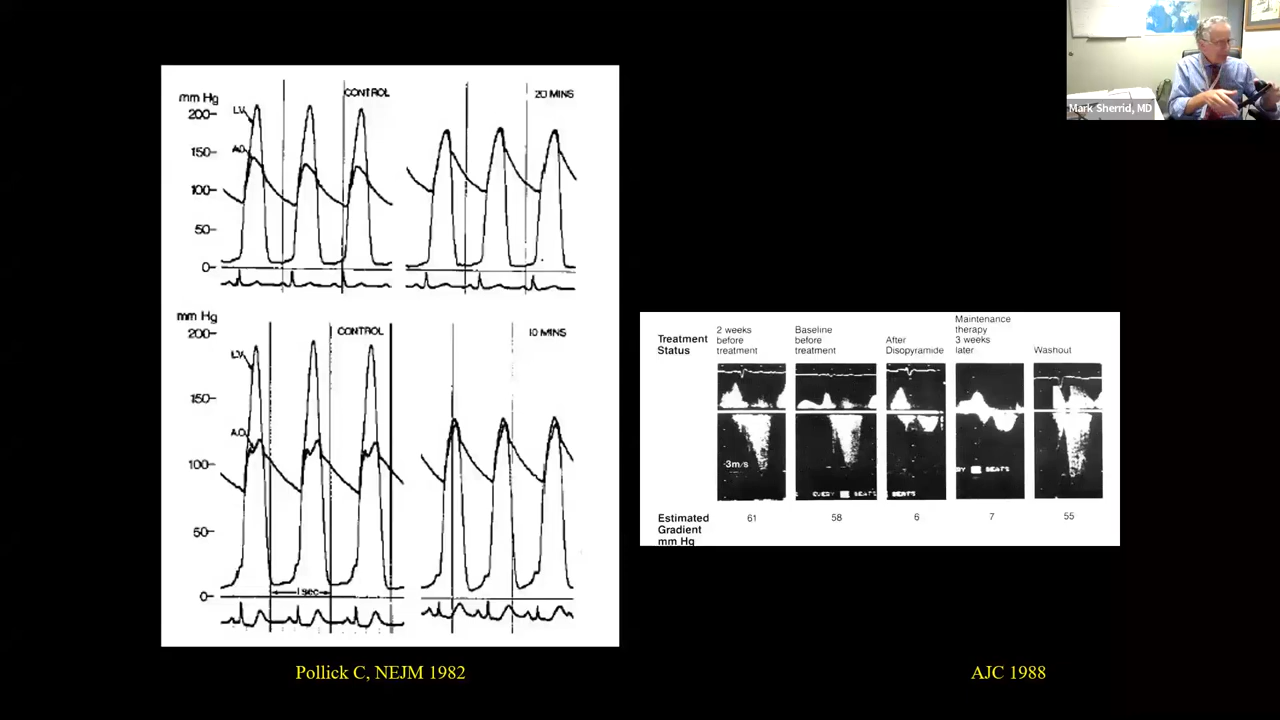 Mark Sherrid, MD
mm Hg
CONTROL
20 MINS
200-
L.V.
150-
AO.
100-
50-
0-
mm Hg
CONTROL
10 MINS
200-
L.V.
150-
A.O.
100-
50-
1 sec
0-
Treatment Status
2 weeks before treatment
Baseline before treatment
After Disopyramide
Maintenance therapy 3 weeks later
Washout
3m/s
EVERY BEATS
BEATS
BEATS
Estimated Gradient mm Hg
61
58
6
7
55
Pollick C, NEJM 1982
AJC 1988